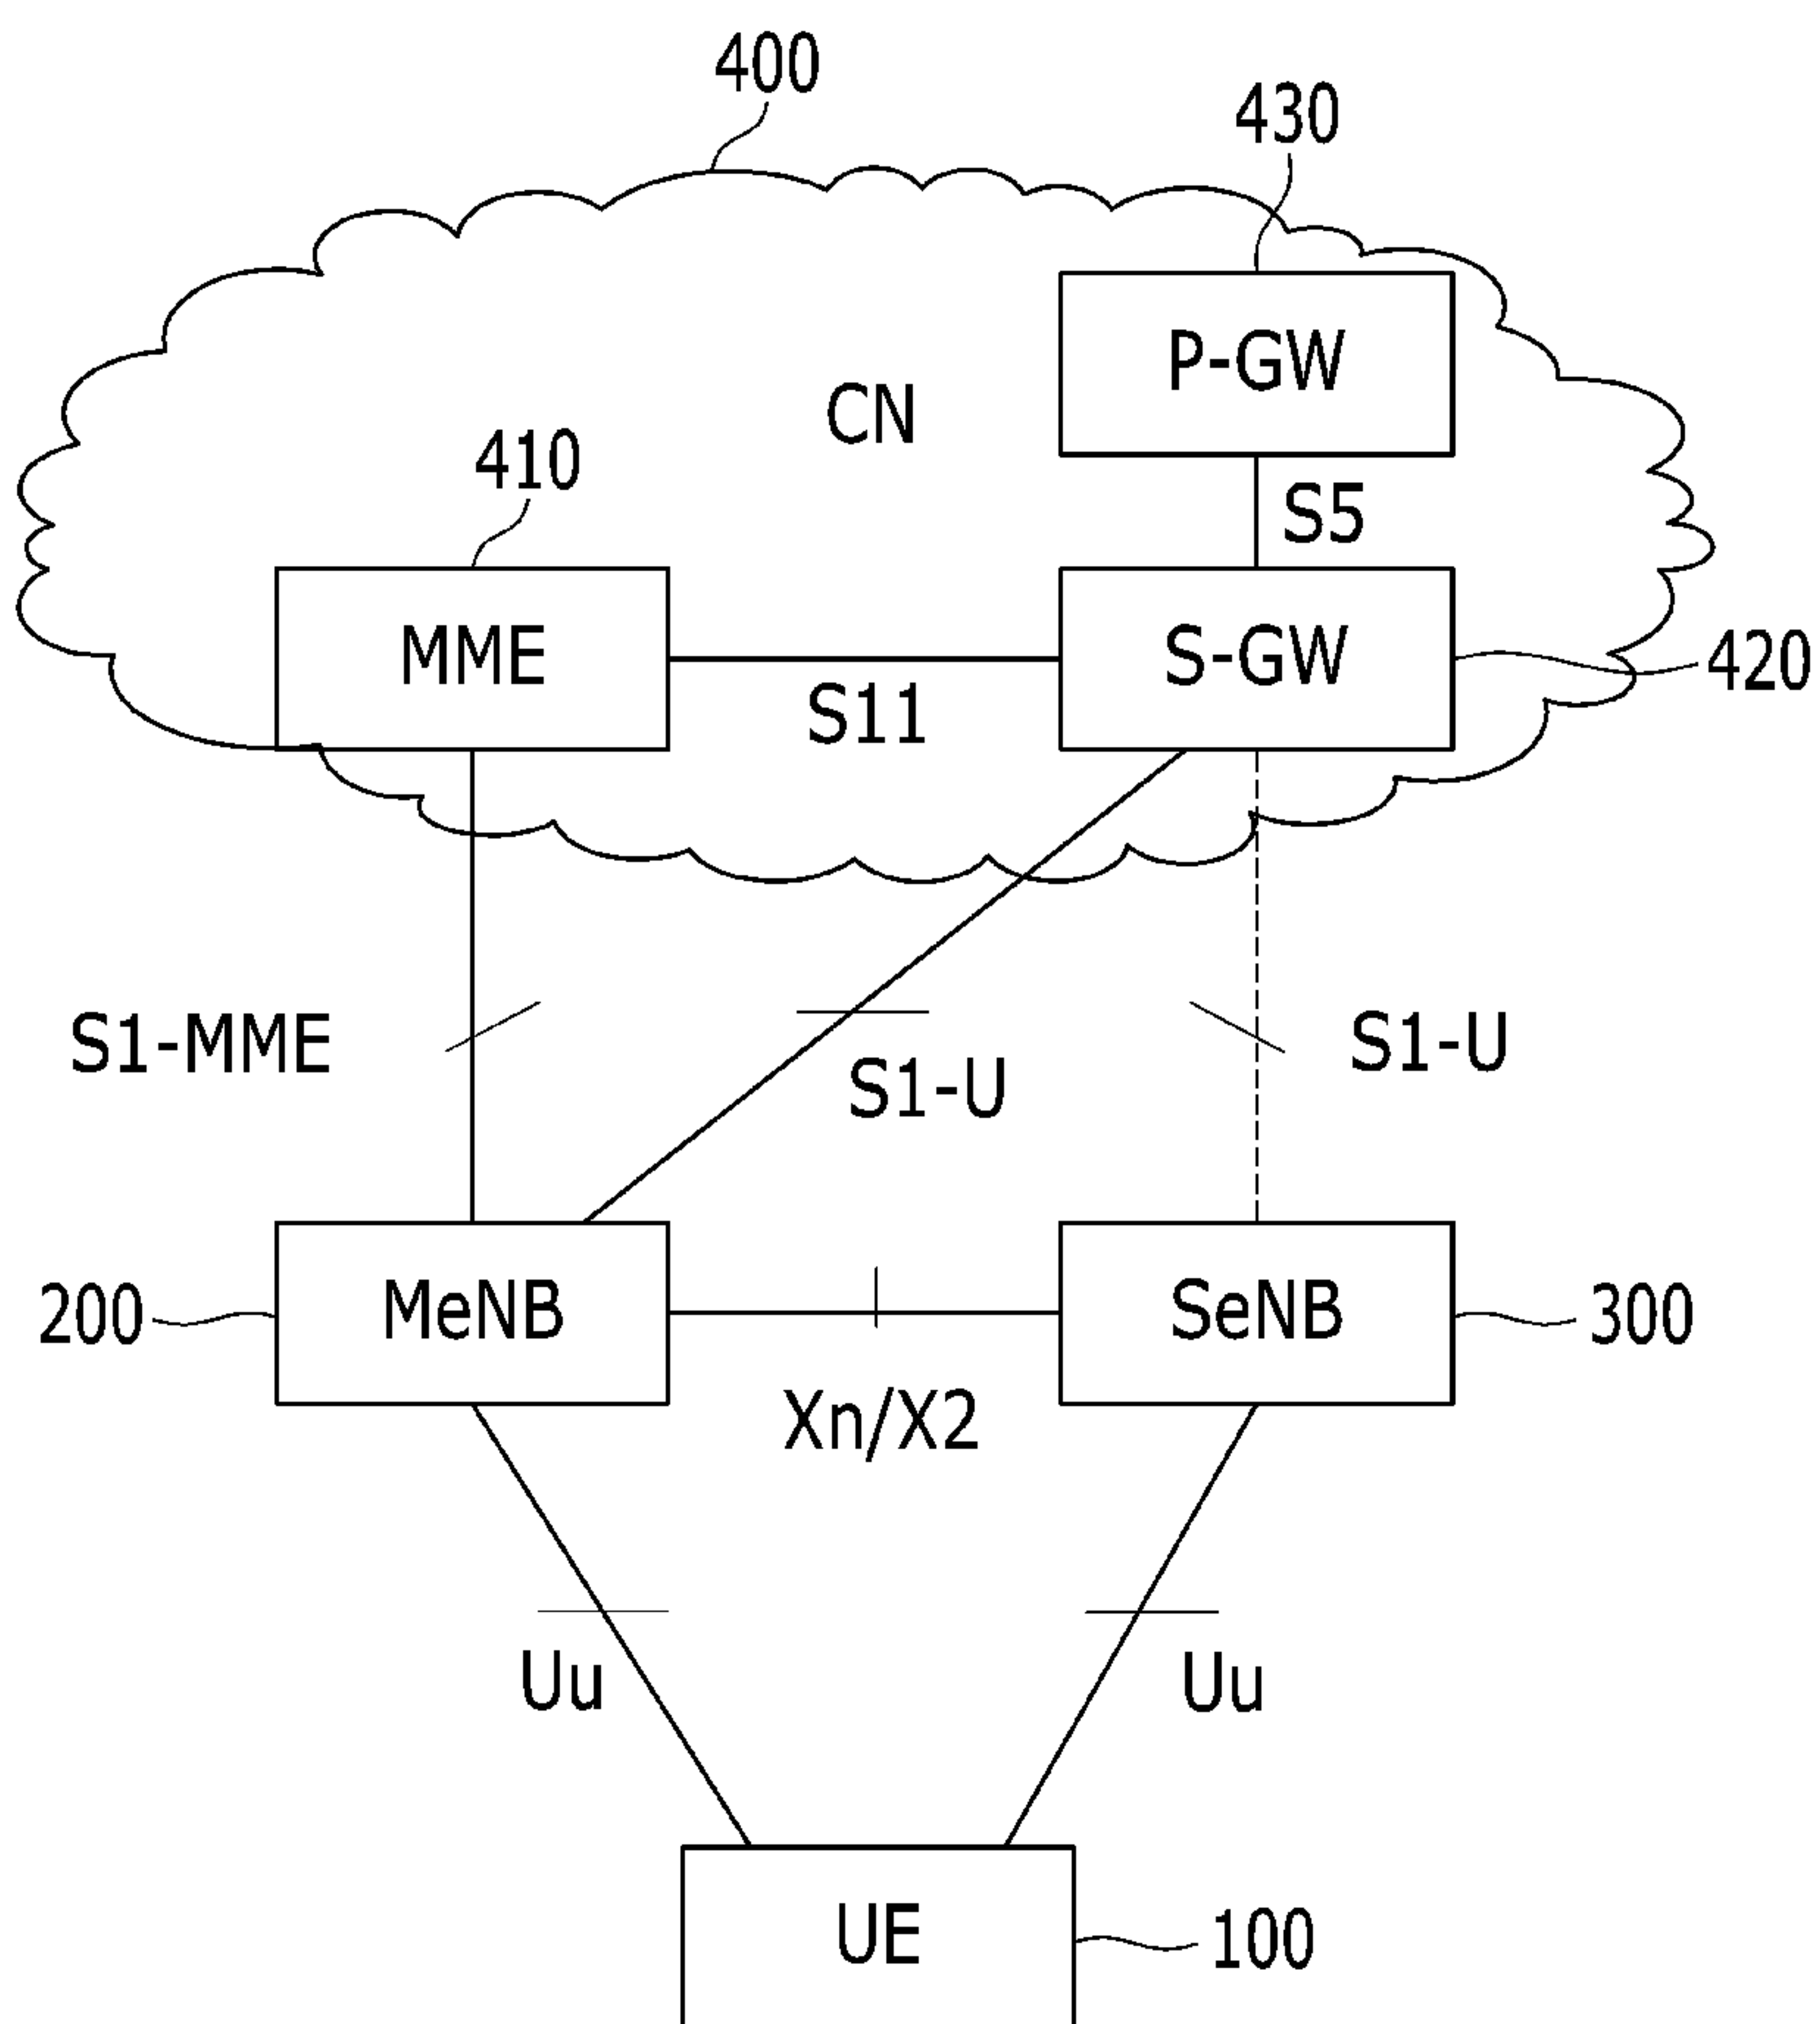 400
430
P-GW
CN
410
S5
MME
S-GW
420
S11
S1-MME
S1-U
S1-U
200
MeNB
SeNB
300
Xn/X2
Uu
Uu
UE
100